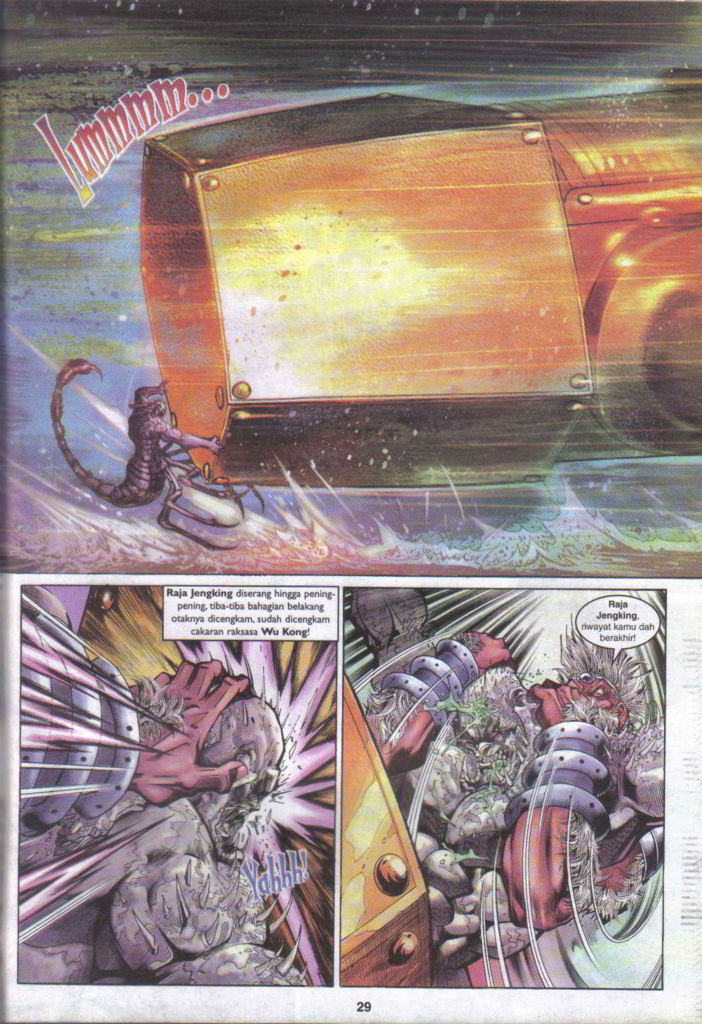 Lummmm...
Raja Jengking diserang hingga pening-
pening, tiba-tiba bahagian belakang
otaknya dicengkam, sudah dicengkam
cakaran raksasa Wu Kong!
Raja
Jengking,
riwayat kamu dah
berakhir!
Yahhh!
29